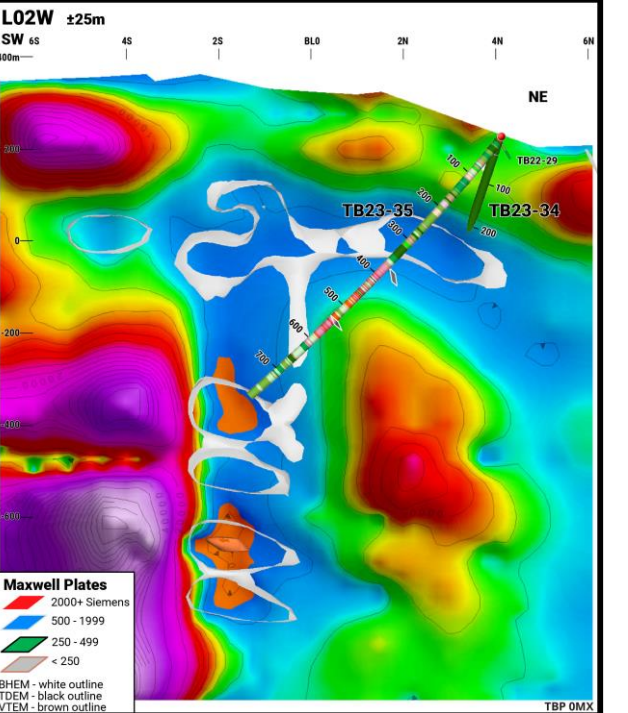 L02W ±25m
SW 6S 4S 2S BL0 2N 4N 6N
400m
NE
200
TB22-29
100
100
TB23-35 200 TB23-34
300 200
0
400
500
-200
600
700
-400
-600
Maxwell Plates
2000+ Siemens
500 - 1999
250 - 499
< 250
BHEM - white outline
TDEM - black outline
VTEM - brown outline
TBP 0MX